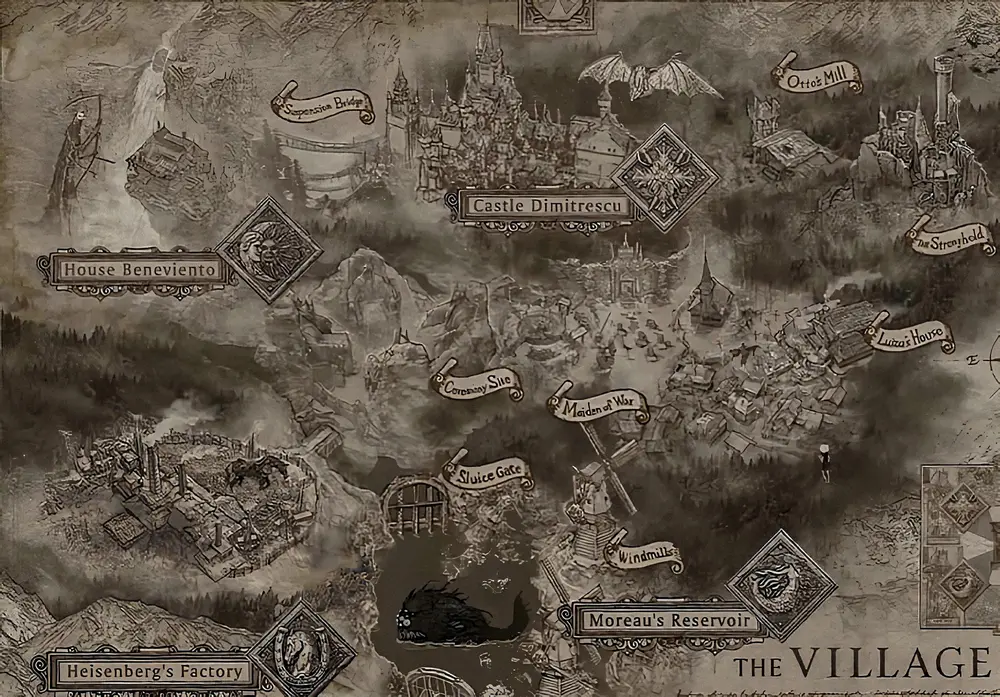 Suspension Bridge
Otto's Mill
Castle Dimitrescu
The Stronghold
House Beneviento
Luiza's House
E
Ceremony Site
Maiden of War
Sluice Gate
Windmills
Moreau's Reservoir
Heisenberg's Factory
THE VILLAGE